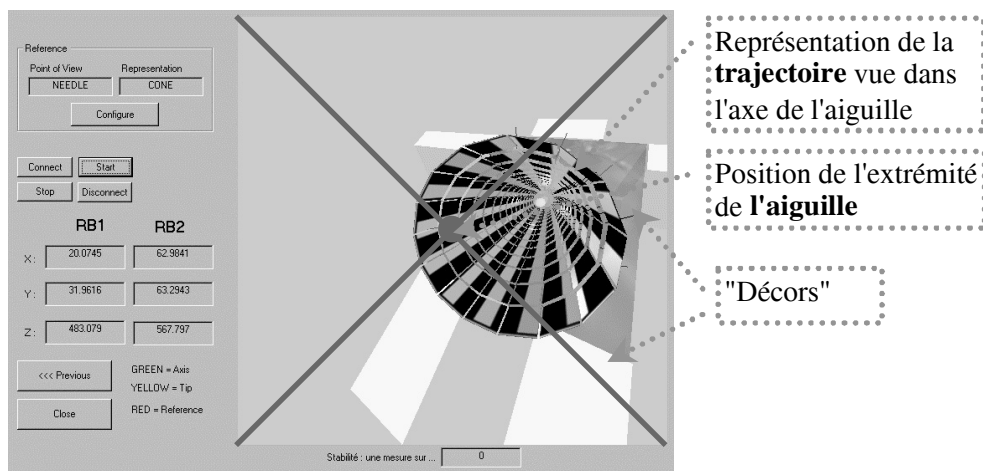 Reference
Point of View Representation
NEEDLE CONE
Configure
Connect Start
Stop Disconnect
RB1 RB2
X: 20.0745 62.9841
Y: 31.9616 63.2943
Z: 483.079 567.797
<<< Previous
Close
GREEN = Axis
YELLOW = Tip
RED = Reference
Stabilité : une mesure sur ... 0
Représentation de la
trajectoire vue dans
l'axe de l'aiguille
Position de l'extrémité
de l'aiguille
"Décors"